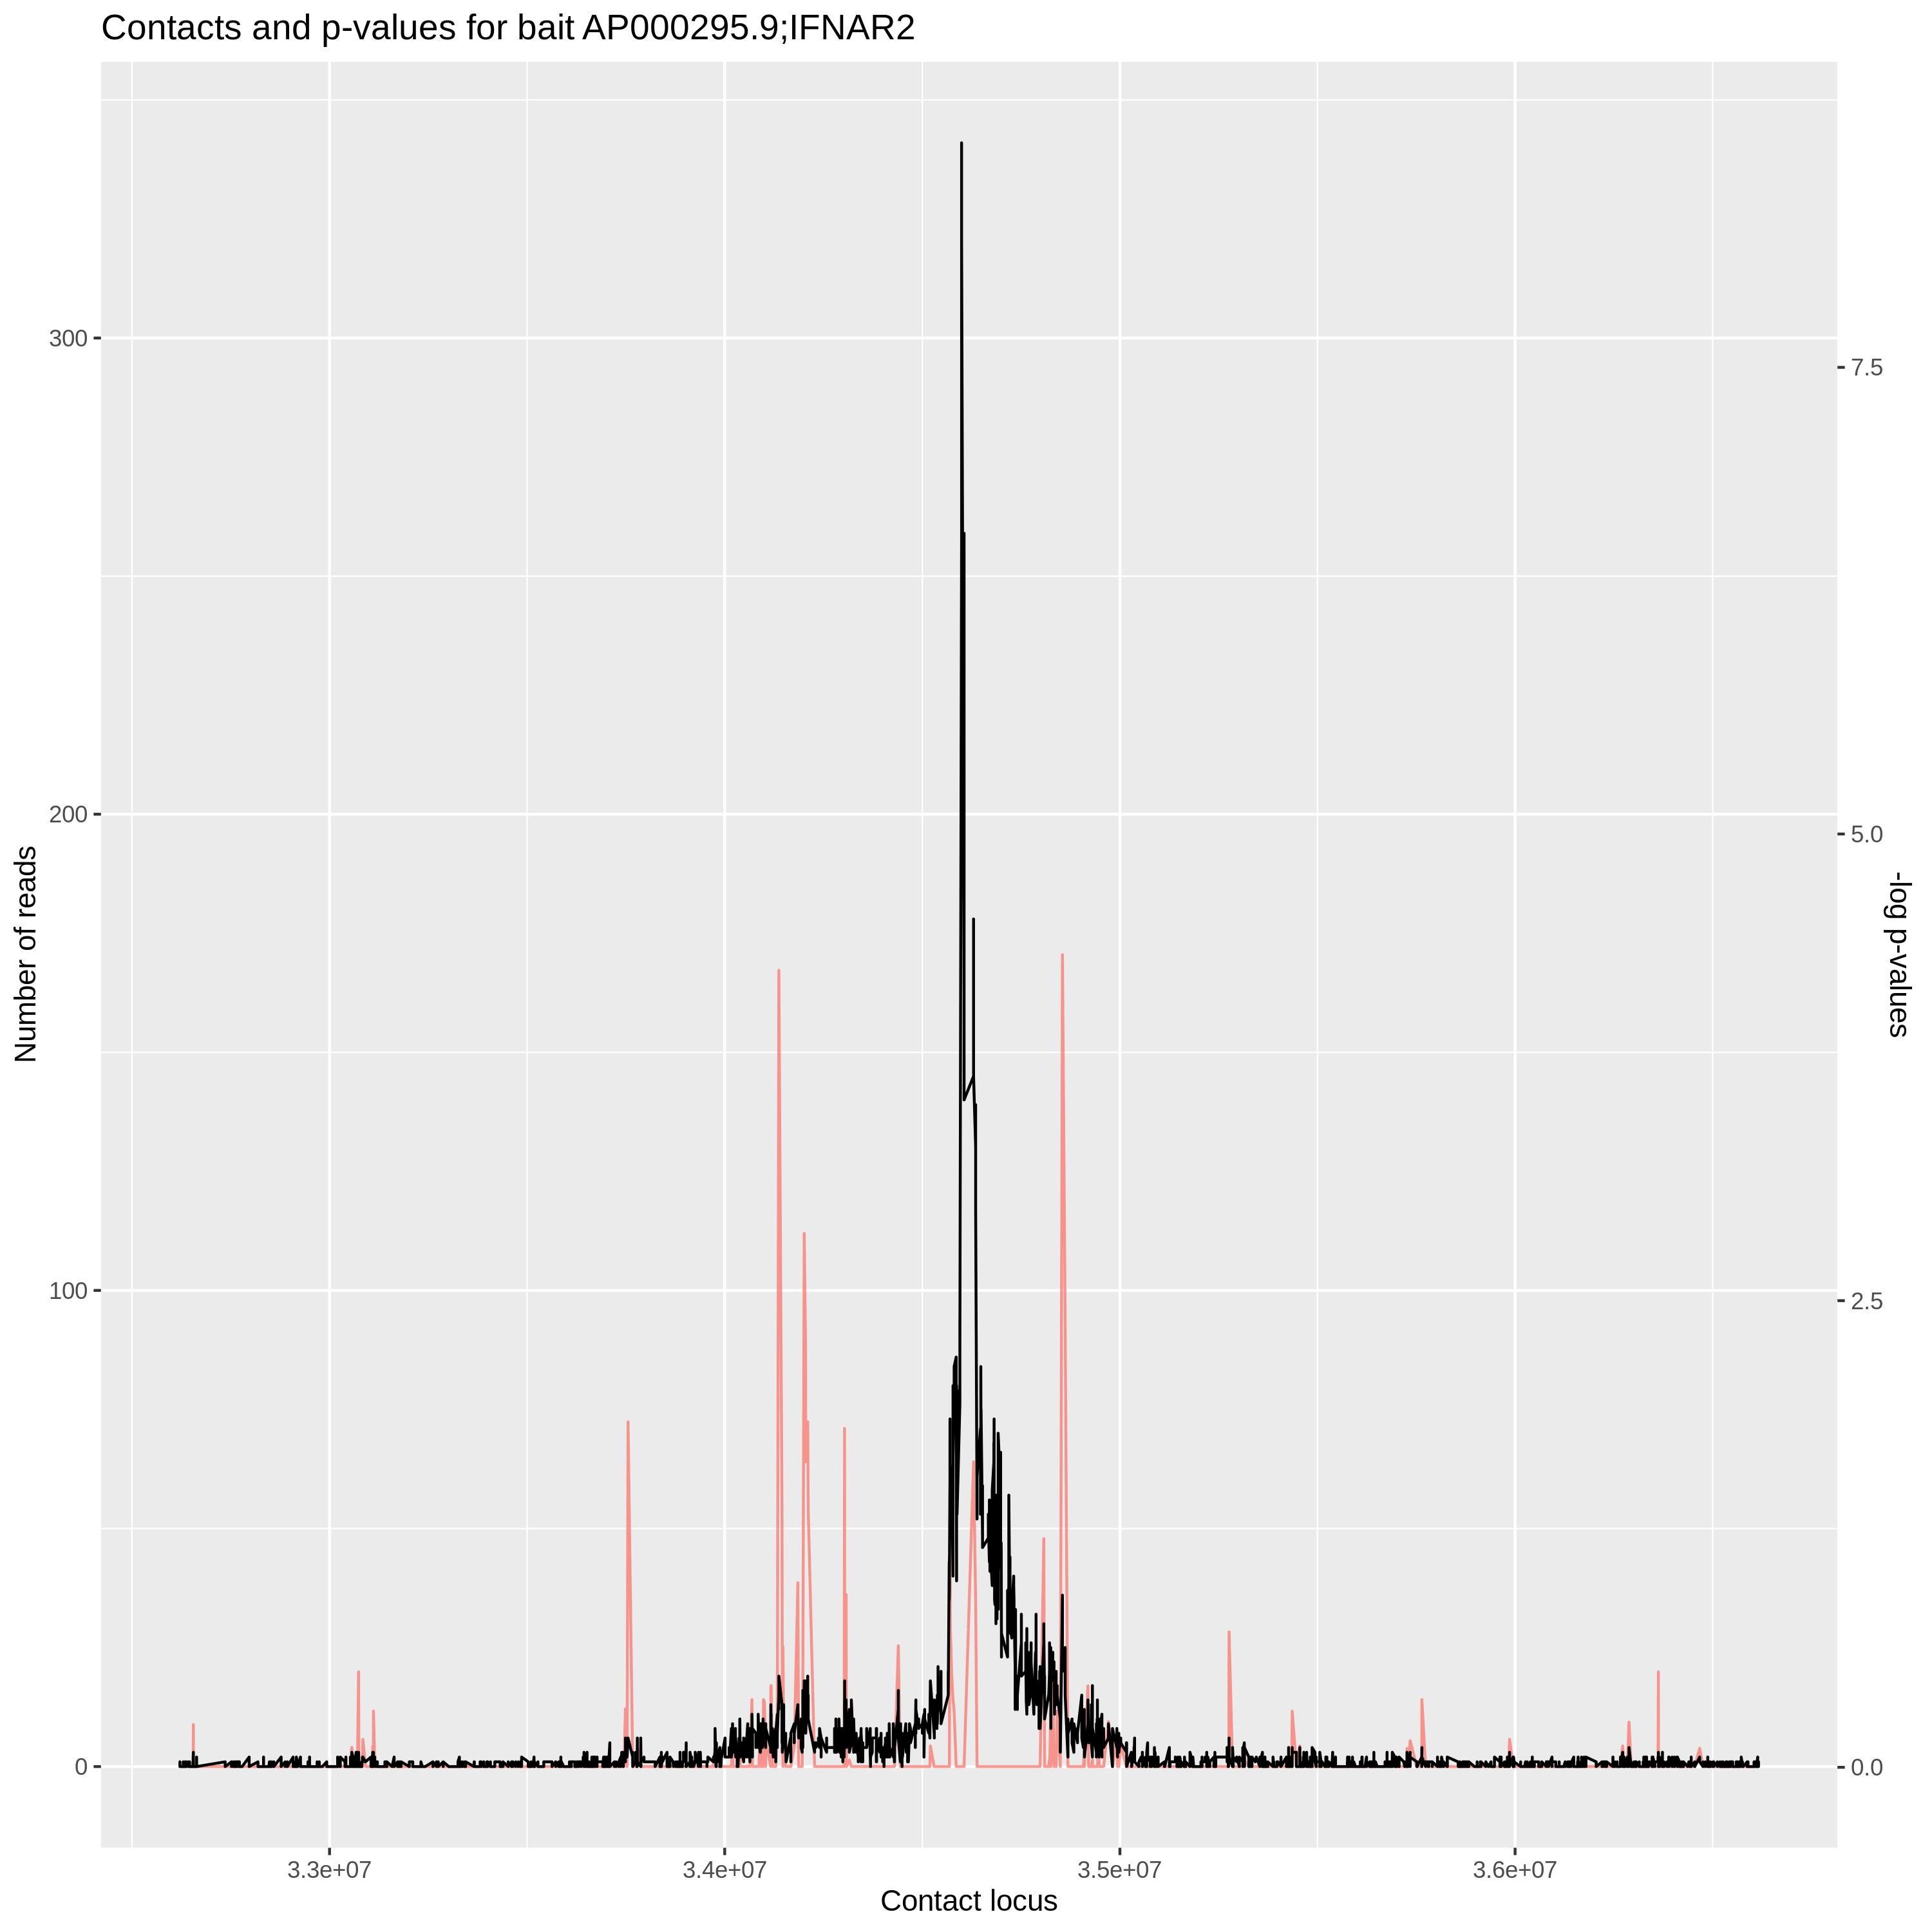 Contacts and p-values for bait AP000295.9;IFNAR2
300
200
100
0
Number of reads
7.5
5.0
2.5
0.0
-log p-values
3.3e+07 3.4e+07 3.5e+07 3.6e+07
Contact locus